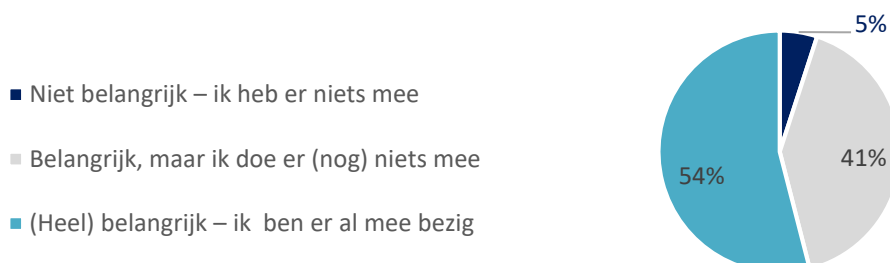 5%
Niet belangrijk – ik heb er niets mee
Belangrijk, maar ik doe er (nog) niets mee
41%
54%
(Heel) belangrijk – ik  ben er al mee bezig